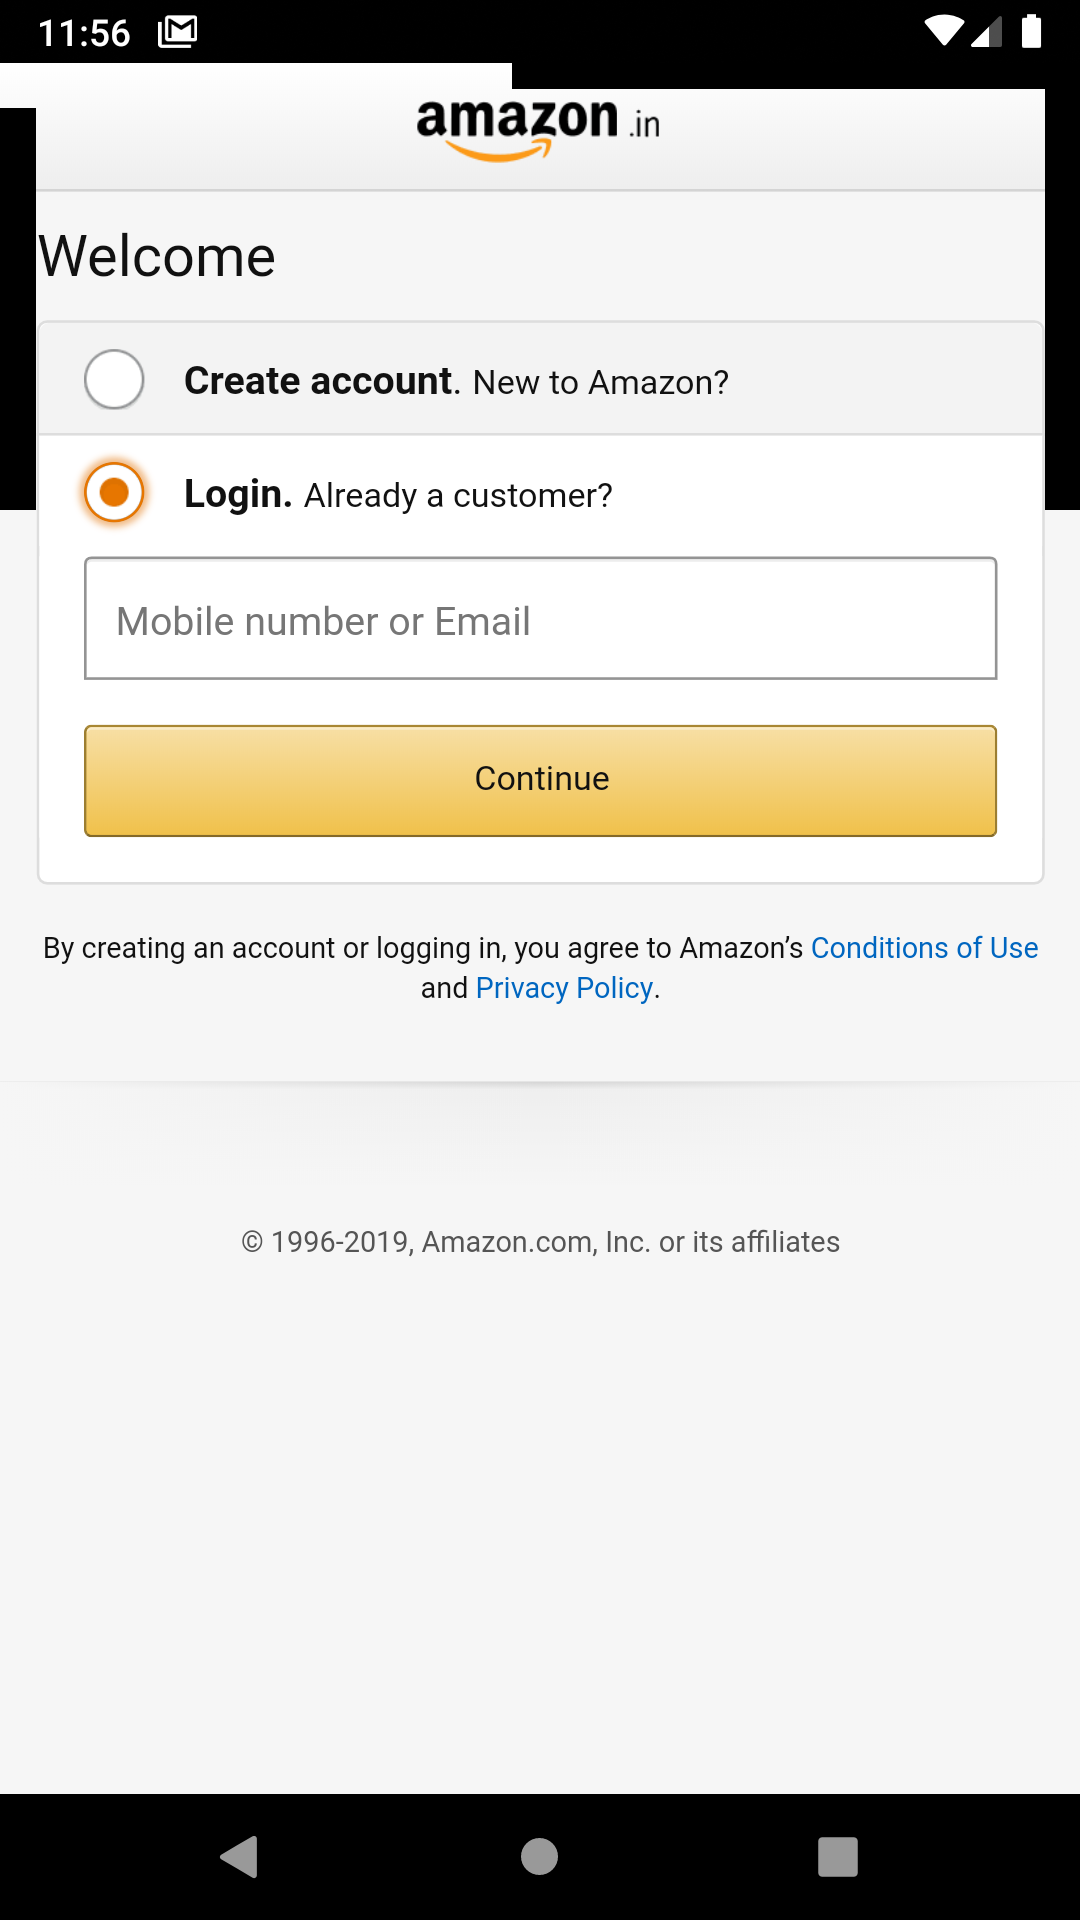 11:56
amazon.in
Welcome
Create account. New to Amazon?
Login. Already a customer?
Mobile number or Email
Continue
By creating an account or logging in, you agree to Amazon’s Conditions of Use
and Privacy Policy.
© 1996-2019, Amazon.com, Inc. or its affiliates